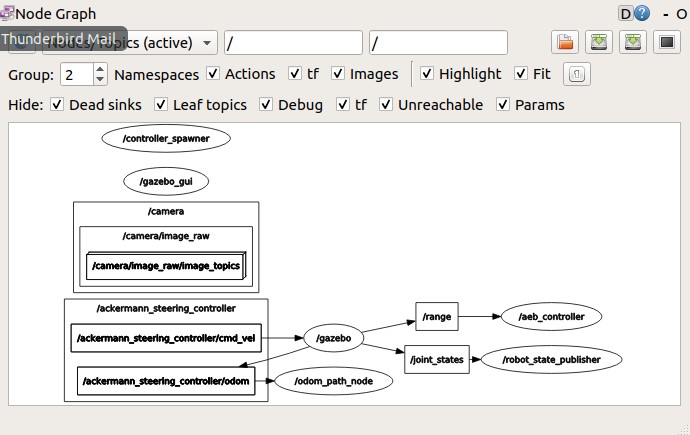 Node Graph
D
- O
Thunderbird Mail
Nodes/Topics (active)
/
/
Group:
2
Namespaces
Actions
tf
Images
Highlight
Fit
Hide:
Dead sinks
Leaf topics
Debug
tf
Unreachable
Params
/controller_spawner
/gazebo_gui
/camera
/camera/image_raw
/camera/image_raw/image_topics
/ackermann_steering_controller
/ackermann_steering_controller/cmd_vel
/gazebo
/range
/aeb_controller
/joint_states
/robot_state_publisher
/ackermann_steering_controller/odom
/odom_path_node